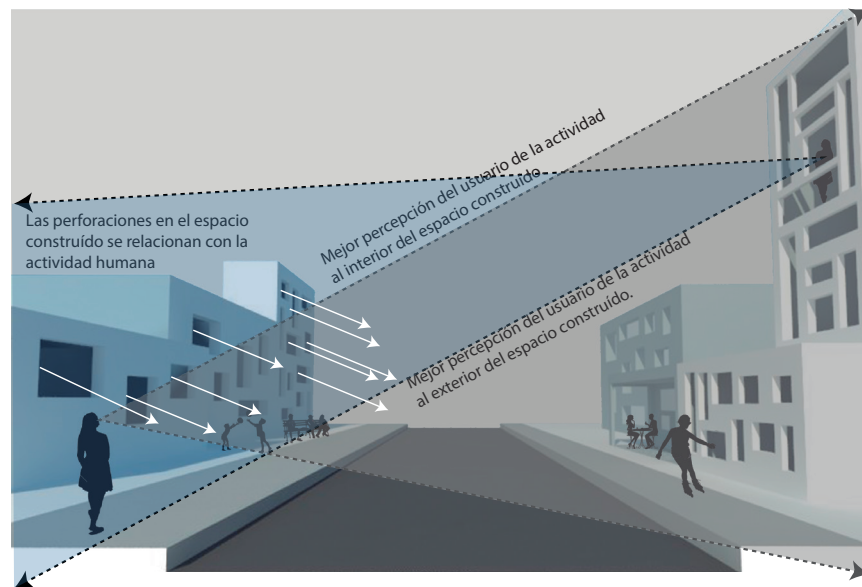 Las perforaciones en el espacio
construído se relacionan con la
actividad humana
Mejor percepción del usuario de la actividad
al interior del espacio construído.
Mejor percepción del usuario de la actividad
al exterior del espacio construído.